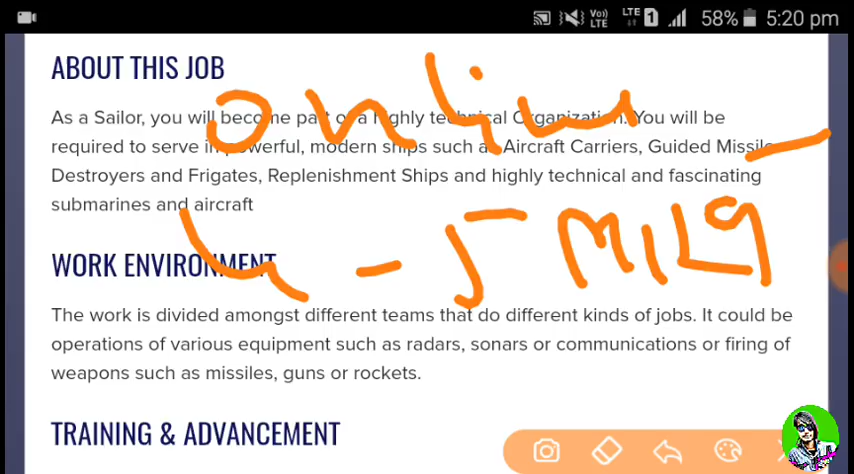 58% 5:20 pm
ABOUT THIS JOB
As a Sailor, you will become part of a highly technical Organization. You will be
required to serve in powerful, modern ships such as Aircraft Carriers, Guided Missile
Destroyers and Frigates, Replenishment Ships and highly technical and fascinating
submarines and aircraft
WORK ENVIRONMENT
The work is divided amongst different teams that do different kinds of jobs. It could be
operations of various equipment such as radars, sonars or communications or firing of
weapons such as missiles, guns or rockets.
TRAINING & ADVANCEMENT